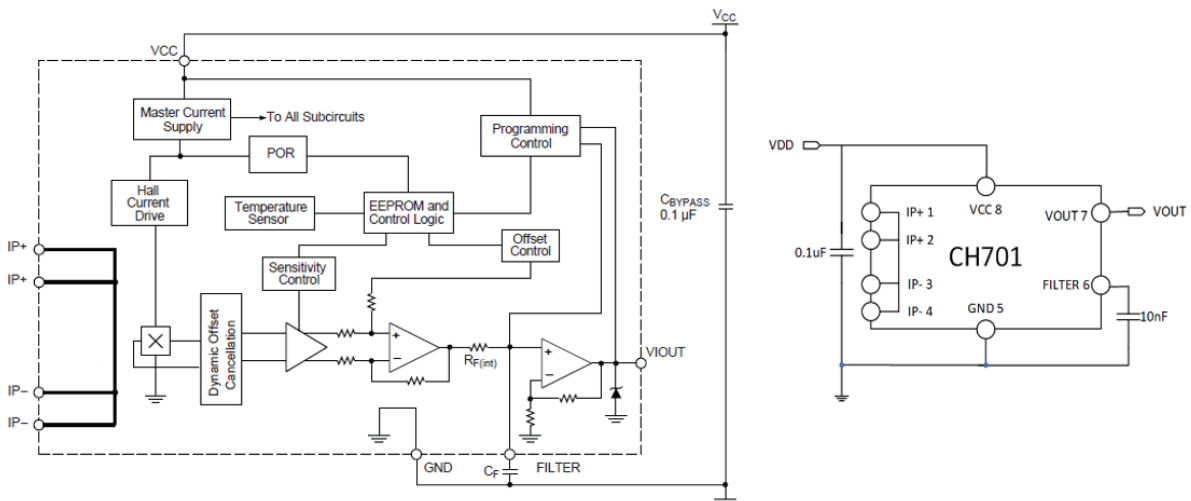 VCC
VCC
Master Current
Supply
To All Subcircuits
Programming
Control
POR
Hall
Current
Drive
Temperature
Sensor
EEPROM and
Control Logic
CBYPASS
0.1 µF
Offset
Control
Sensitivity
Control
IP+
IP+
Dynamic Offset
Cancellation
+
−
RF(int)
+
−
VIOUT
IP−
IP−
GND
CF
FILTER
VDD
IP+ 1
VCC 8
VOUT 7
VOUT
IP+ 2
0.1uF
CH701
IP- 3
FILTER 6
IP- 4
GND 5
10nF